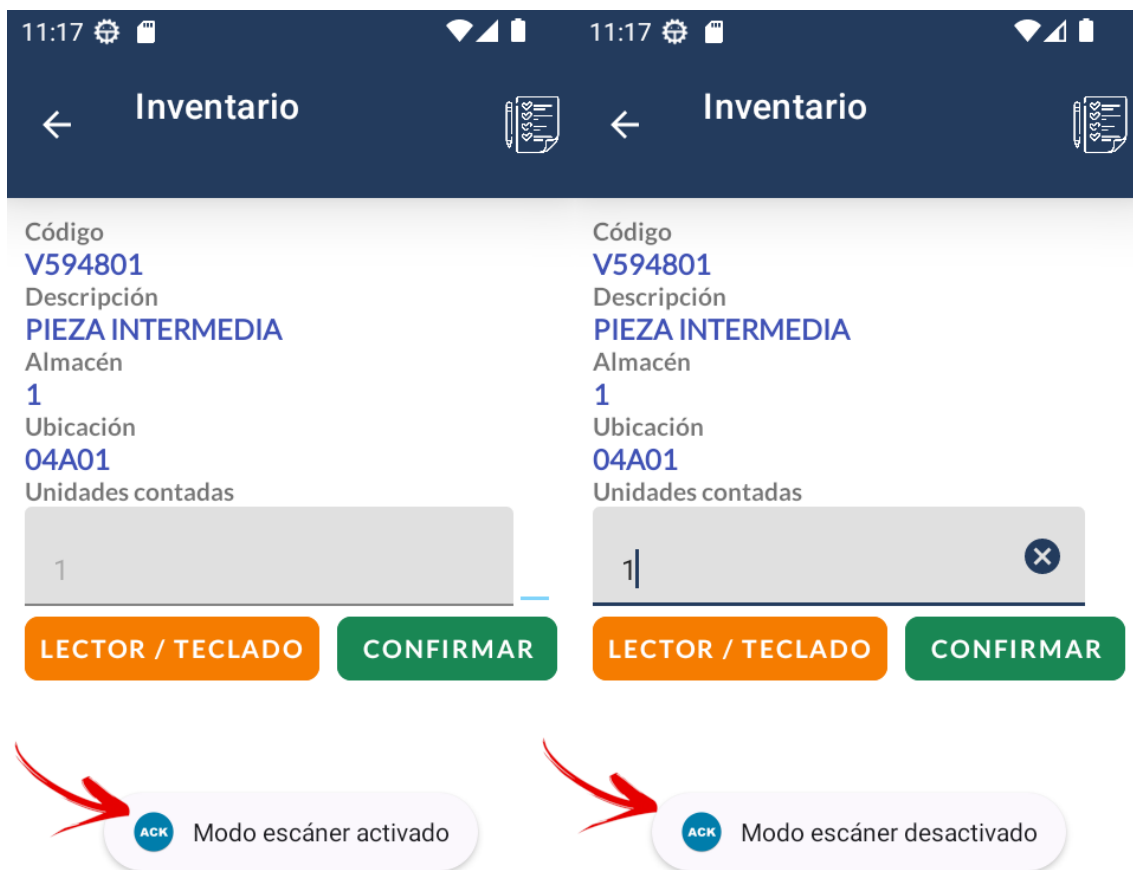 11:17
Inventario
Código
V594801
Descripción
PIEZA INTERMEDIA
Almacén
1
Ubicación
04A01
Unidades contadas
1
LECTOR / TECLADO
CONFIRMAR
ACK Modo escáner activado
11:17
Inventario
Código
V594801
Descripción
PIEZA INTERMEDIA
Almacén
1
Ubicación
04A01
Unidades contadas
1
LECTOR / TECLADO
CONFIRMAR
ACK Modo escáner desactivado